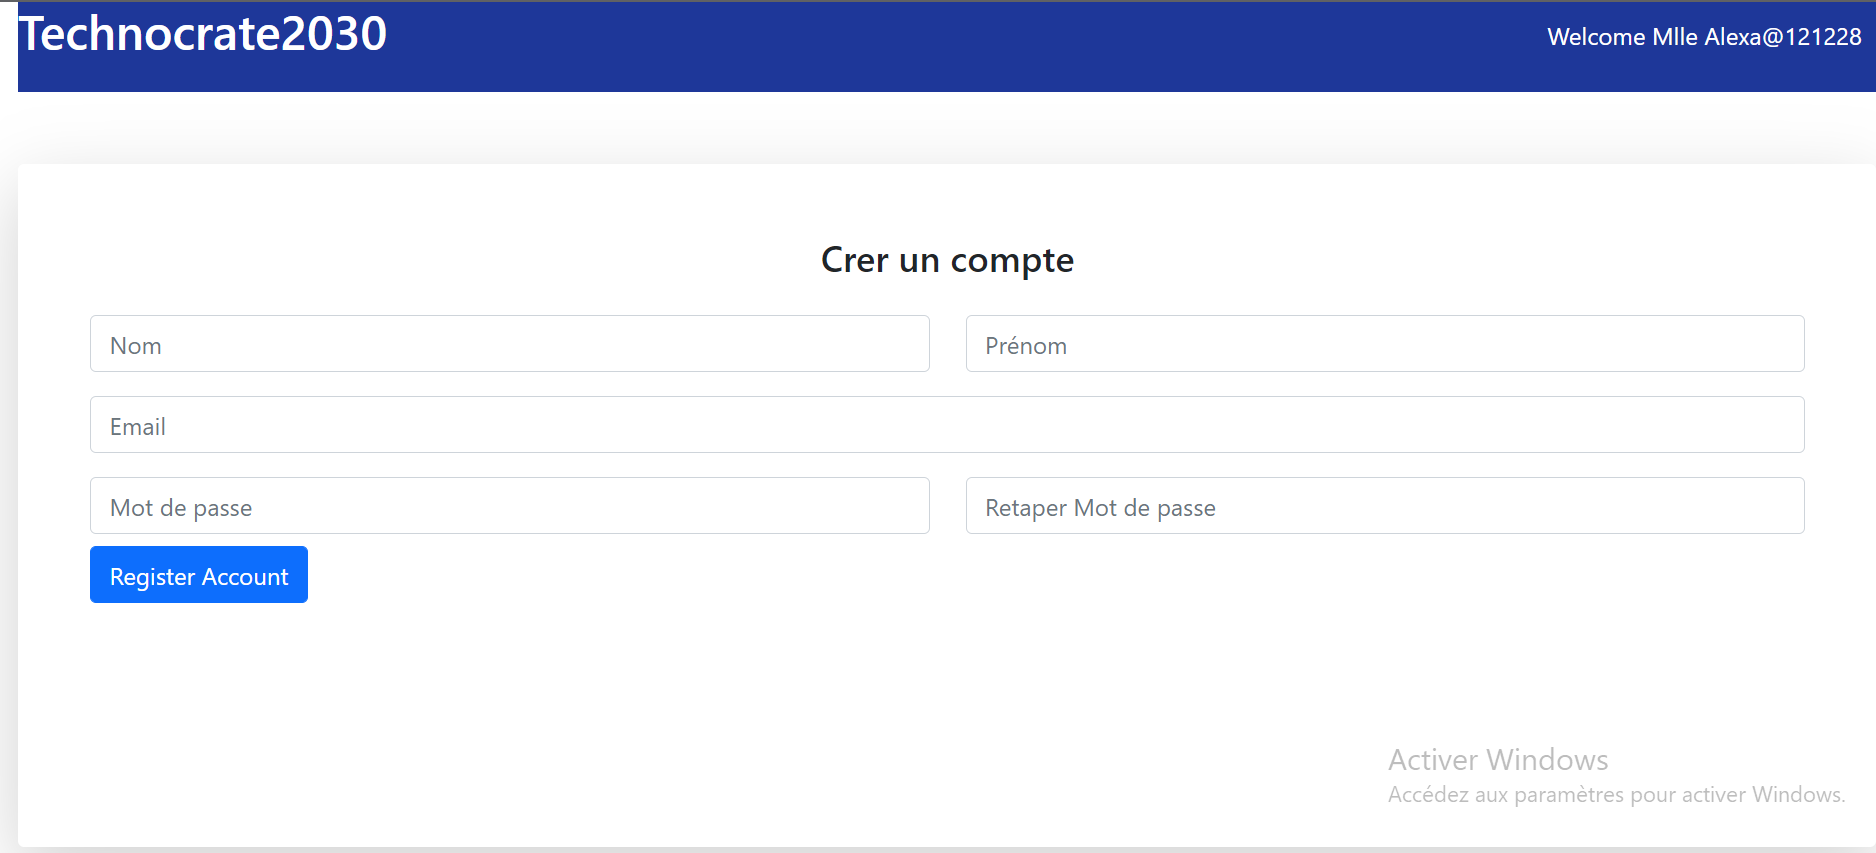 Technocrate2030
Welcome Mlle Alexa@121228
Crer un compte
Nom
Prénom
Email
Mot de passe
Retaper Mot de passe
Register Account
Activer Windows
Accédez aux paramètres pour activer Windows.